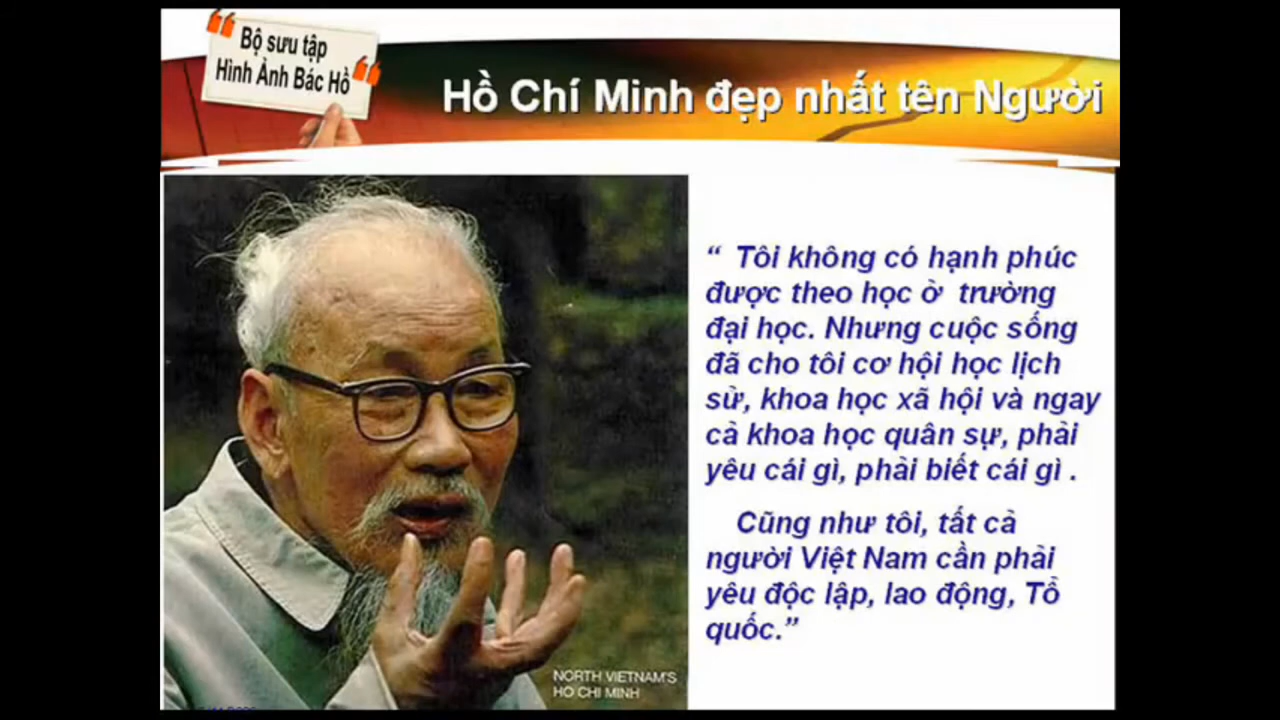 Bộ sưu tập
Hình Ảnh Bác Hồ
Hồ Chí Minh đẹp nhất tên Người
“ Tôi không có hạnh phúc
được theo học ở trường
đại học. Nhưng cuộc sống
đã cho tôi cơ hội học lịch
sử, khoa học xã hội và ngay
cả khoa học quân sự, phải
yêu cái gì, phải biết cái gì .
Cũng như tôi, tất cả
người Việt Nam cần phải
yêu độc lập, lao động, Tổ
quốc.”
NORTH VIETNAM'S
HO CHI MINH